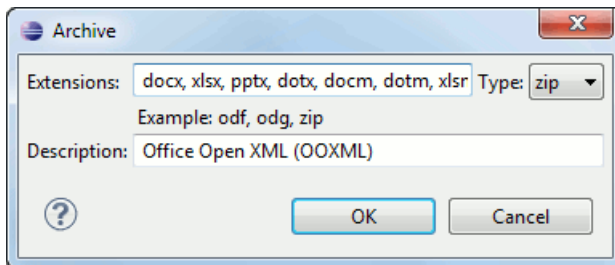 Archive
Extensions: docx, xlsx, pptx, dotx, docm, dotm, Type: zip
Example: odf, odg, zip
Description: Office Open XML (OOXML)
? OK Cancel